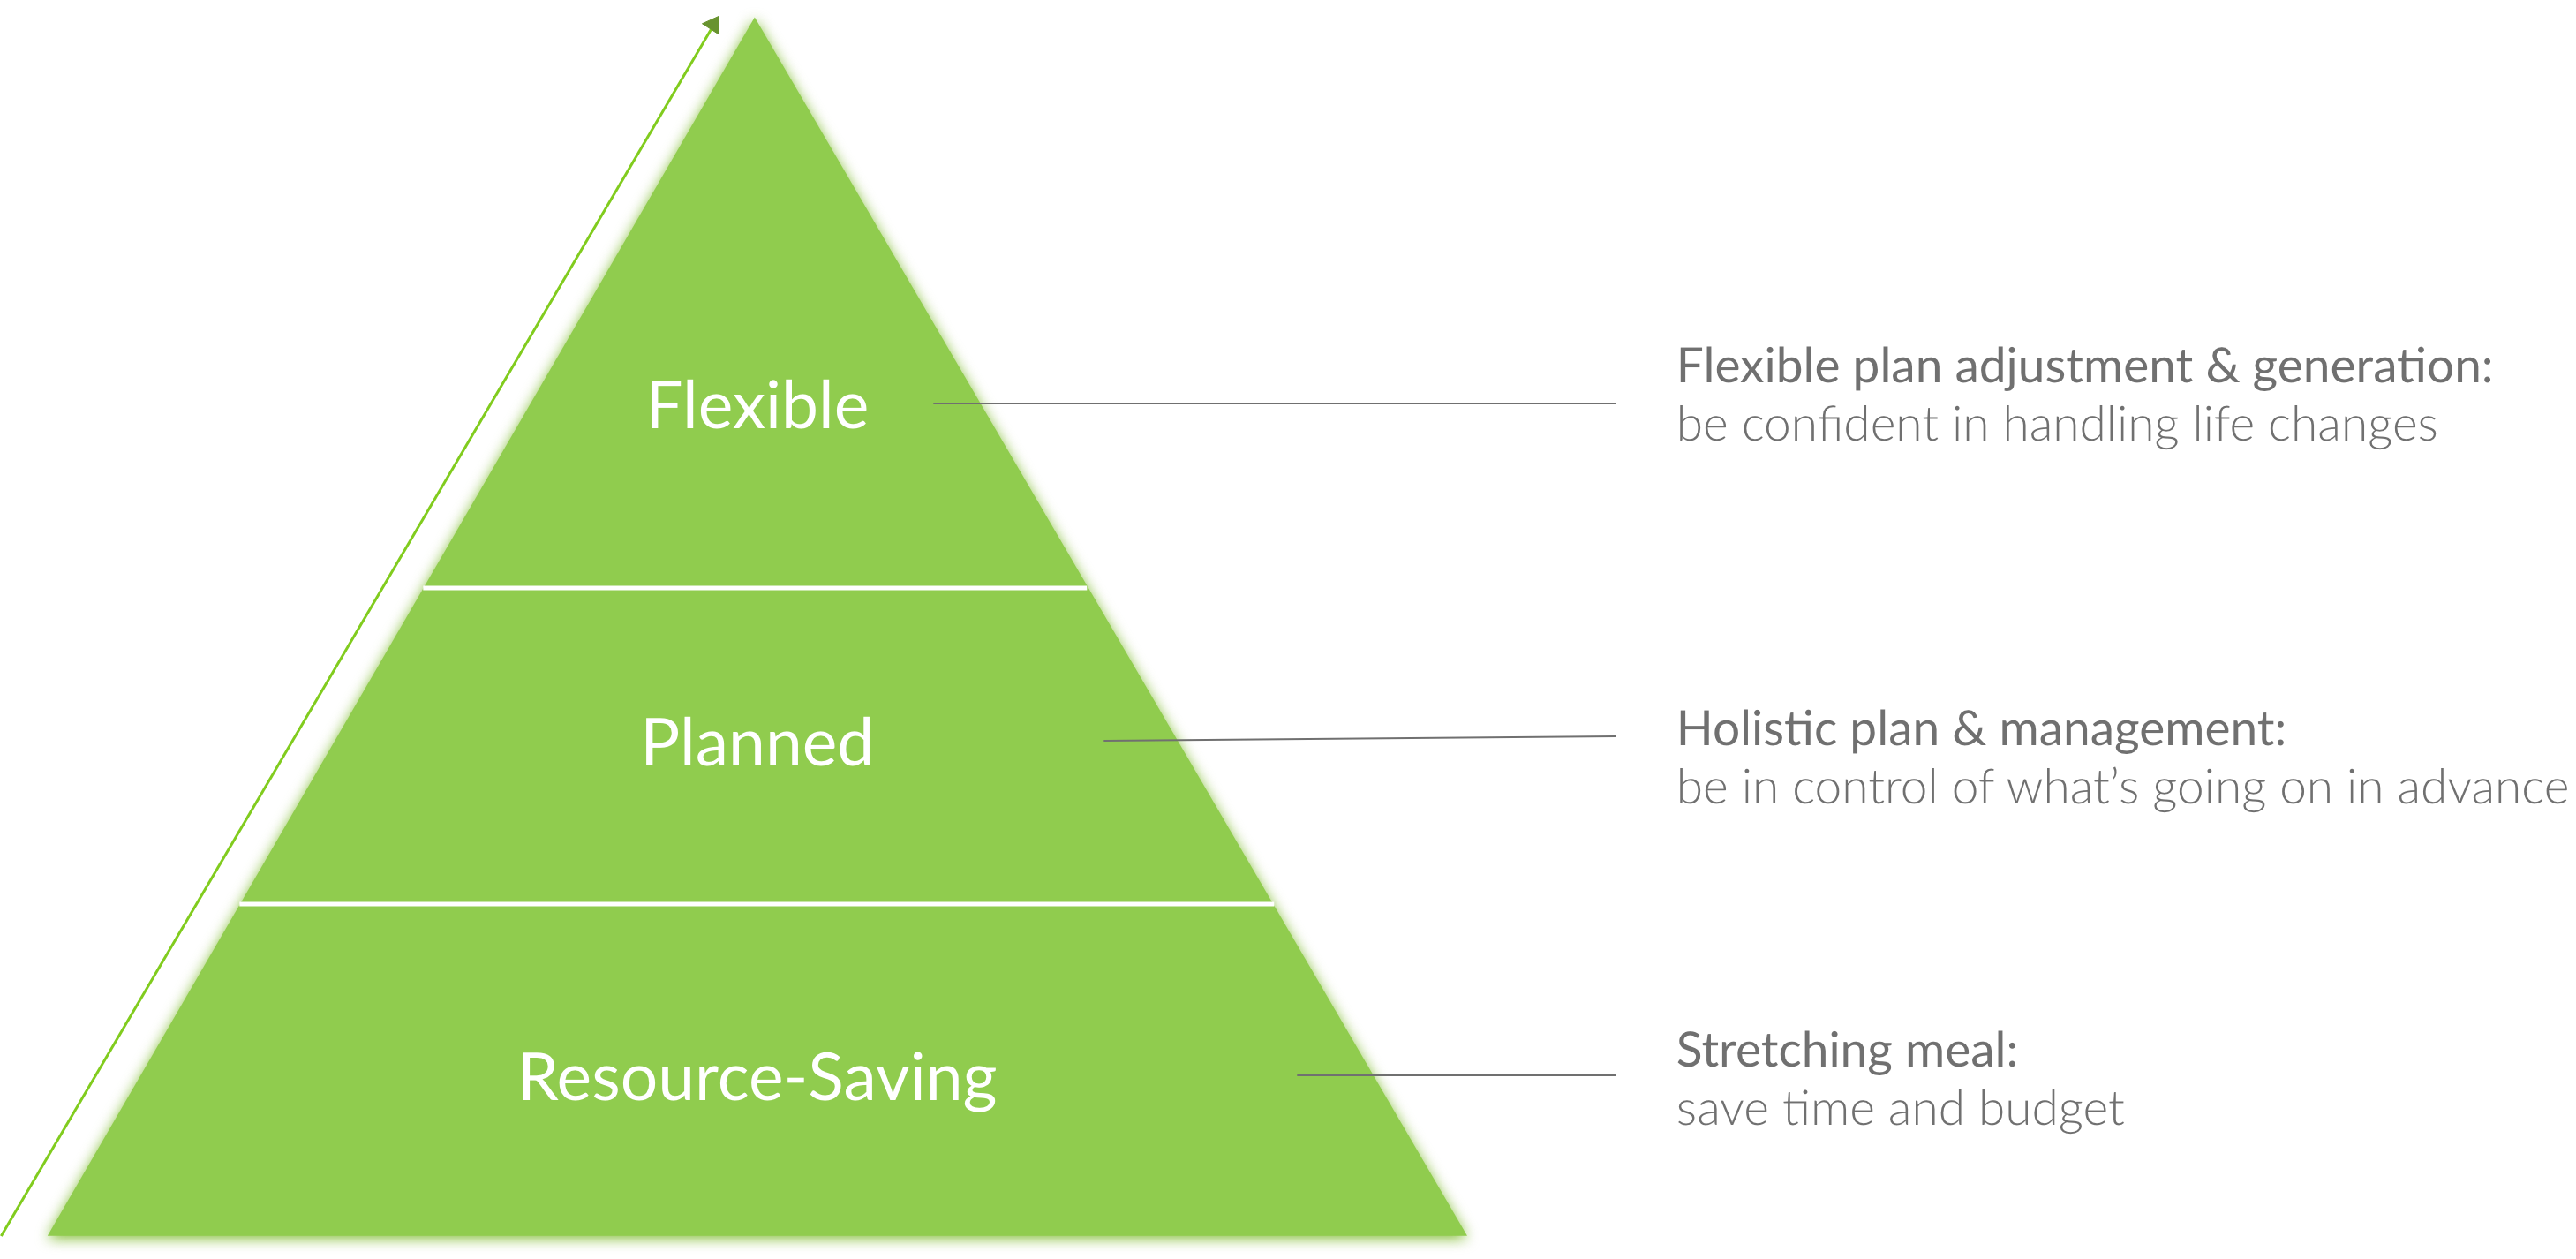 Flexible
Flexible plan adjustment & generation:
be confident in handling life changes
Planned
Holistic plan & management:
be in control of what’s going on in advance
Resource-Saving
Stretching meal:
save time and budget